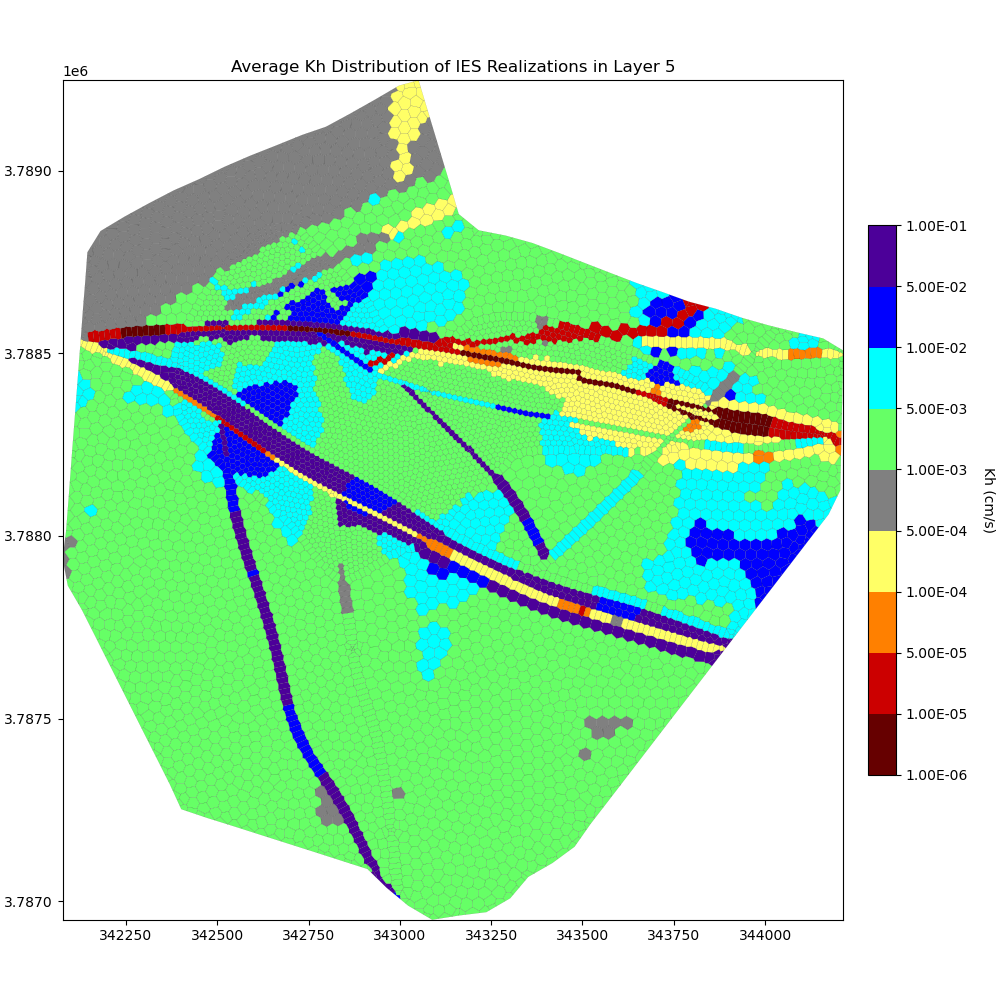 Average Kh Distribution of IES Realizations in Layer 5
1e6
3.7890
3.7885
3.7880
3.7875
3.7870
342250 342500 342750 343000 343250 343500 343750 344000
1.00E-01
5.00E-02
1.00E-02
5.00E-03
1.00E-03
5.00E-04
1.00E-04
5.00E-05
1.00E-05
1.00E-06
Kh (cm/s)